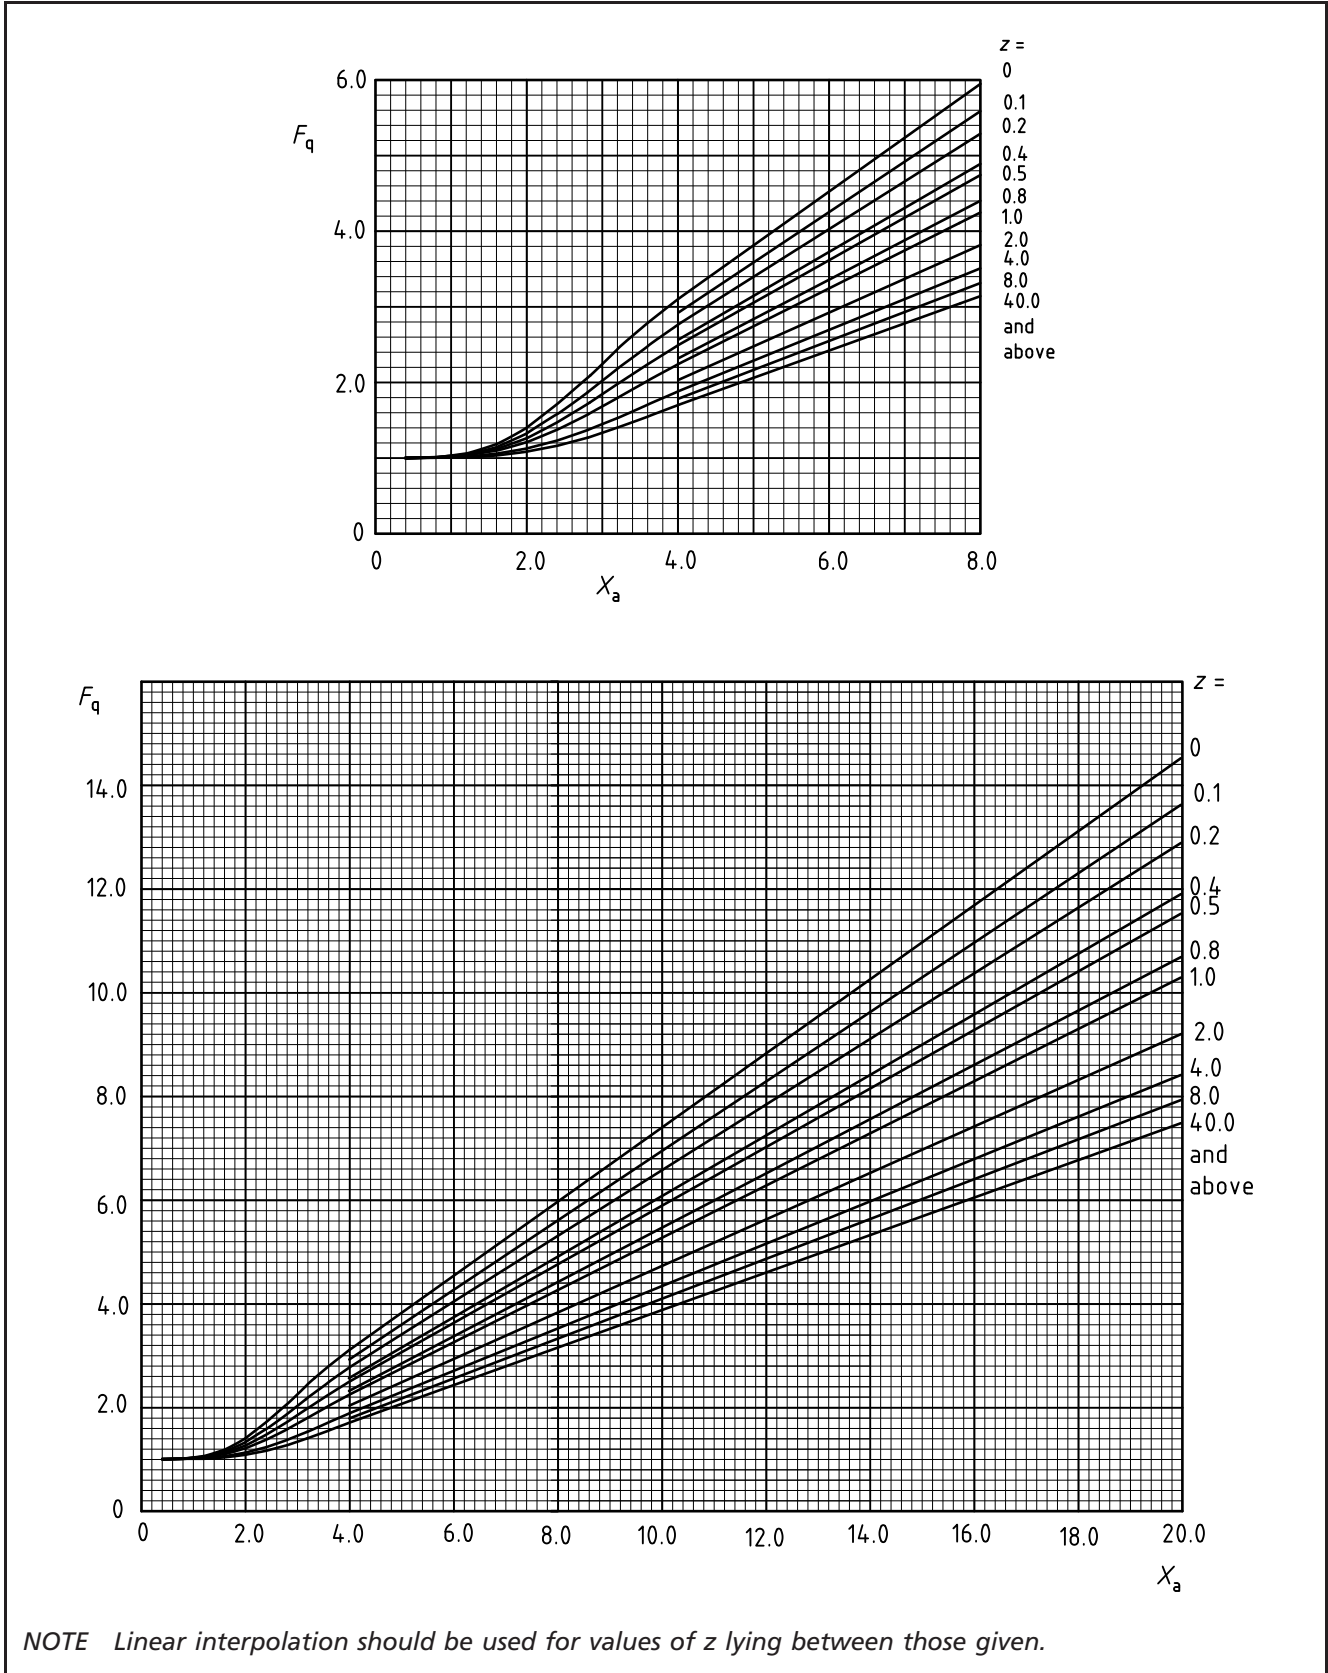 z =
6.0
0
0.1
F_q
0.2
0.4
0.5
0.8
1.0
4.0
2.0
4.0
8.0
40.0
and
above
2.0
0
0 2.0 4.0 6.0 8.0
X_a
F_q
z =
0
14.0
0.1
0.2
12.0
0.4
0.5
0.8
10.0
1.0
2.0
8.0
4.0
8.0
40.0
and
above
6.0
4.0
2.0
0
0 2.0 4.0 6.0 8.0 10.0 12.0 14.0 16.0 18.0 20.0
X_a
NOTE Linear interpolation should be used for values of z lying between those given.